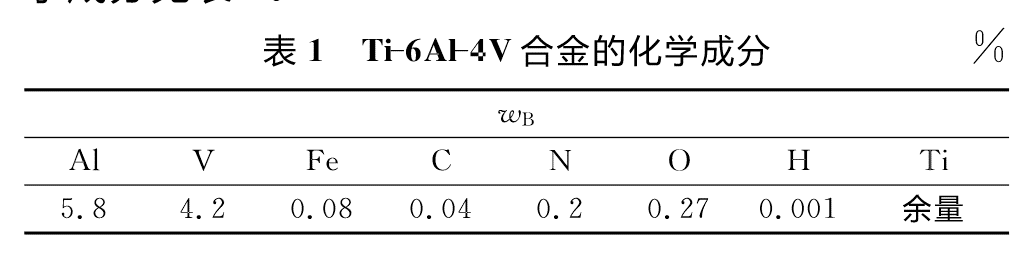 表 1 Ti-6Al-4V 合金的化学成分 %
wB
Al V Fe C N O H Ti
5.8 4.2 0.08 0.04 0.2 0.27 0.001 余量